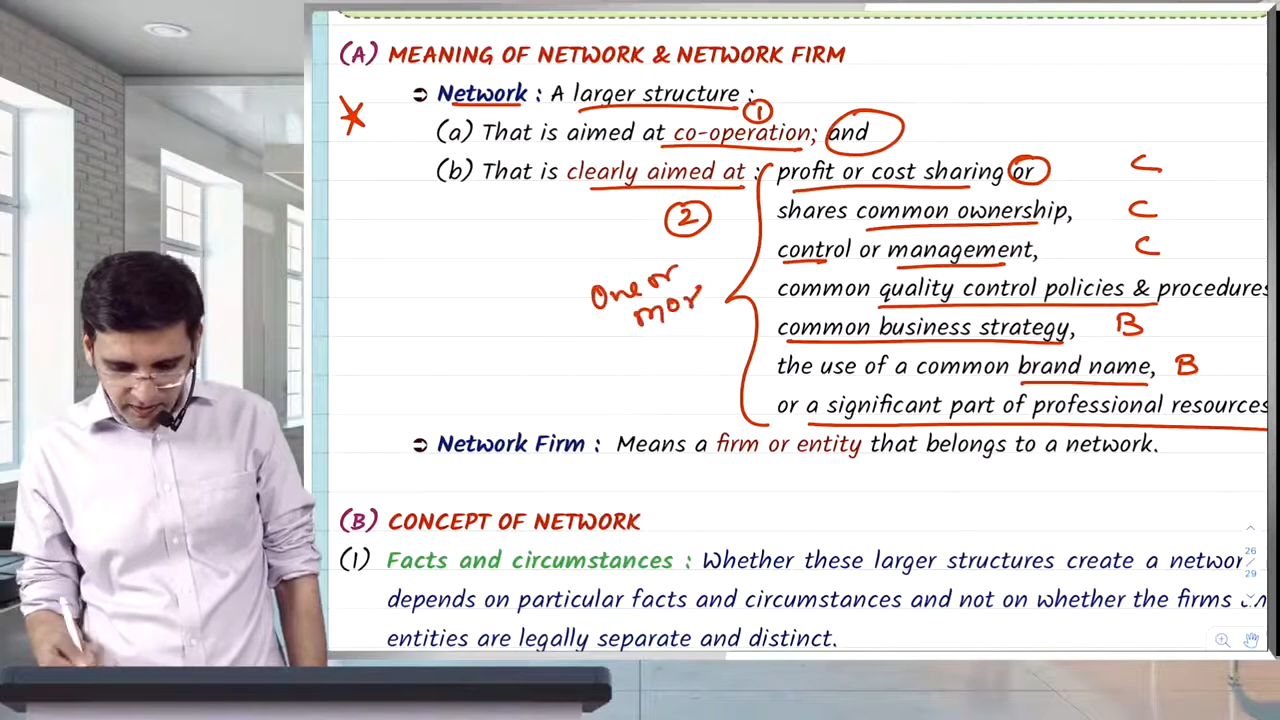 (A) MEANING OF NETWORK & NETWORK FIRM
➲ Network : A larger structure :
①
(a) That is aimed at co-operation; and
(b) That is clearly aimed at : profit or cost sharing or C
shares common ownership, C
②
control or management, C
One or
mor
common quality control policies & procedures
common business strategy, B
the use of a common brand name, B
or a significant part of professional resources
➲ Network Firm : Means a firm or entity that belongs to a network.
(B) CONCEPT OF NETWORK
(1) Facts and circumstances : Whether these larger structures create a network
depends on particular facts and circumstances and not on whether the firms
entities are legally separate and distinct.
26
/
29